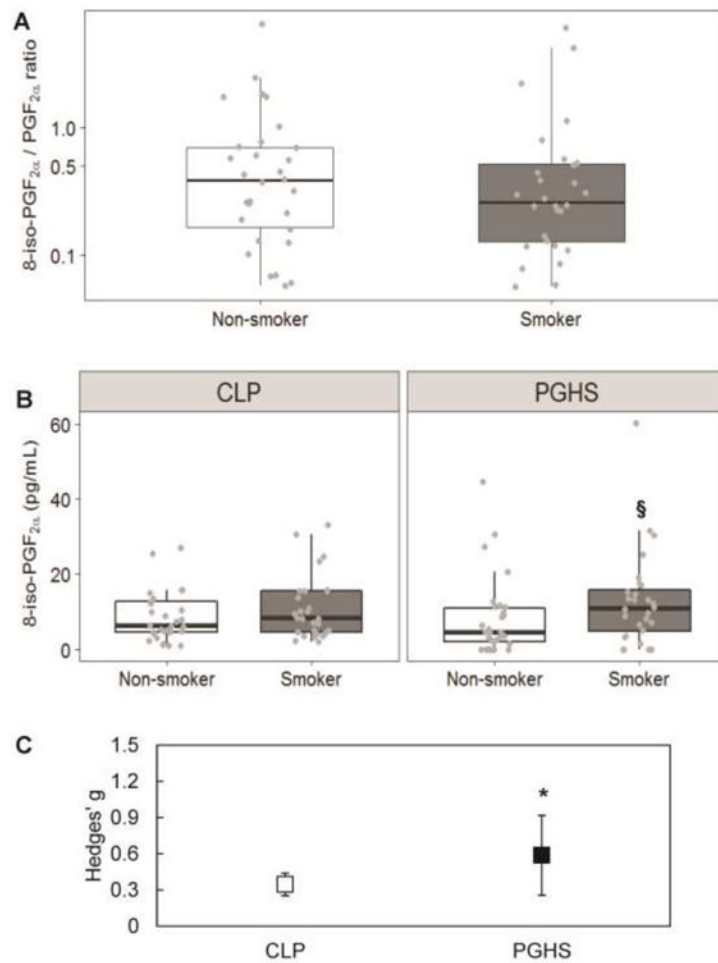 A
8-iso-PGF2α / PGF2α ratio
1.0
0.5
0.1
Non-smoker Smoker
B
CLP PGHS
8-iso-PGF2α (pg/mL)
60
40
20
0
§
Non-smoker Smoker Non-smoker Smoker
C
Hedges' g
1.5
1.2
0.9
0.6
0.3
0
*
CLP PGHS